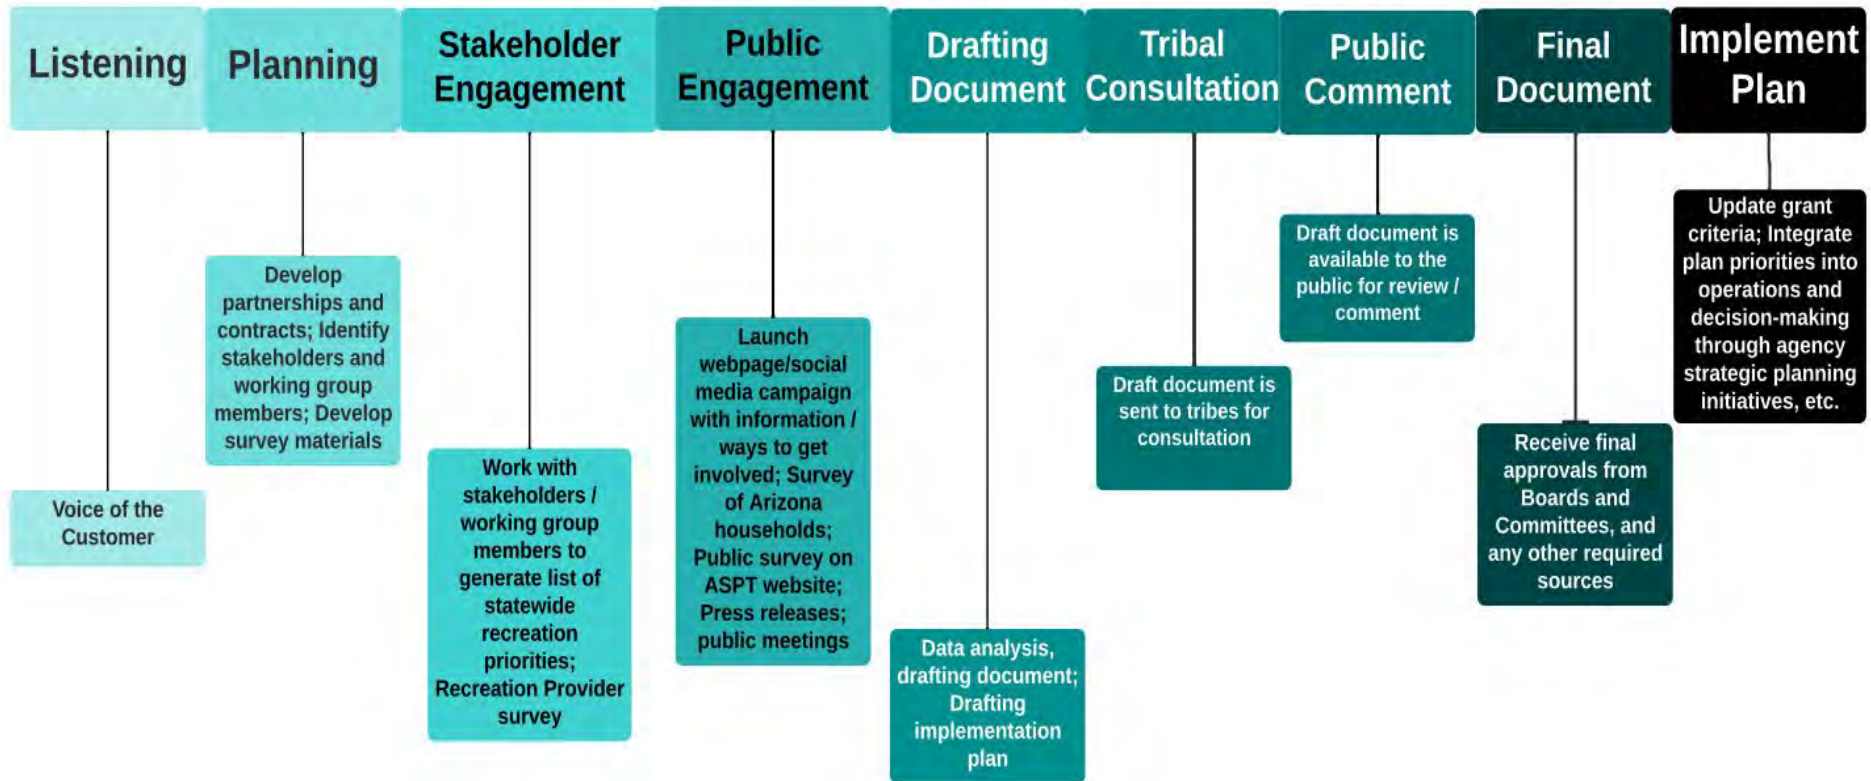 Listening
Planning
Stakeholder
Engagement
Public
Engagement
Drafting
Document
Tribal
Consultation
Public
Comment
Final
Document
Implement
Plan
Voice of the
Customer
Develop
partnerships and
contracts; Identify
stakeholders and
working group
members; Develop
survey materials
Work with
stakeholders /
working group
members to
generate list of
statewide
recreation
priorities;
Recreation Provider
survey
Launch
webpage/social
media campaign
with information /
ways to get
involved; Survey
of Arizona
households;
Public survey on
ASPT website;
Press releases;
public meetings
Data analysis,
drafting document;
Drafting
implementation
plan
Draft document is
sent to tribes for
consultation
Draft document is
available to the
public for review /
comment
Receive final
approvals from
Boards and
Committees, and
any other required
sources
Update grant
criteria; Integrate
plan priorities into
operations and
decision-making
through agency
strategic planning
initiatives, etc.